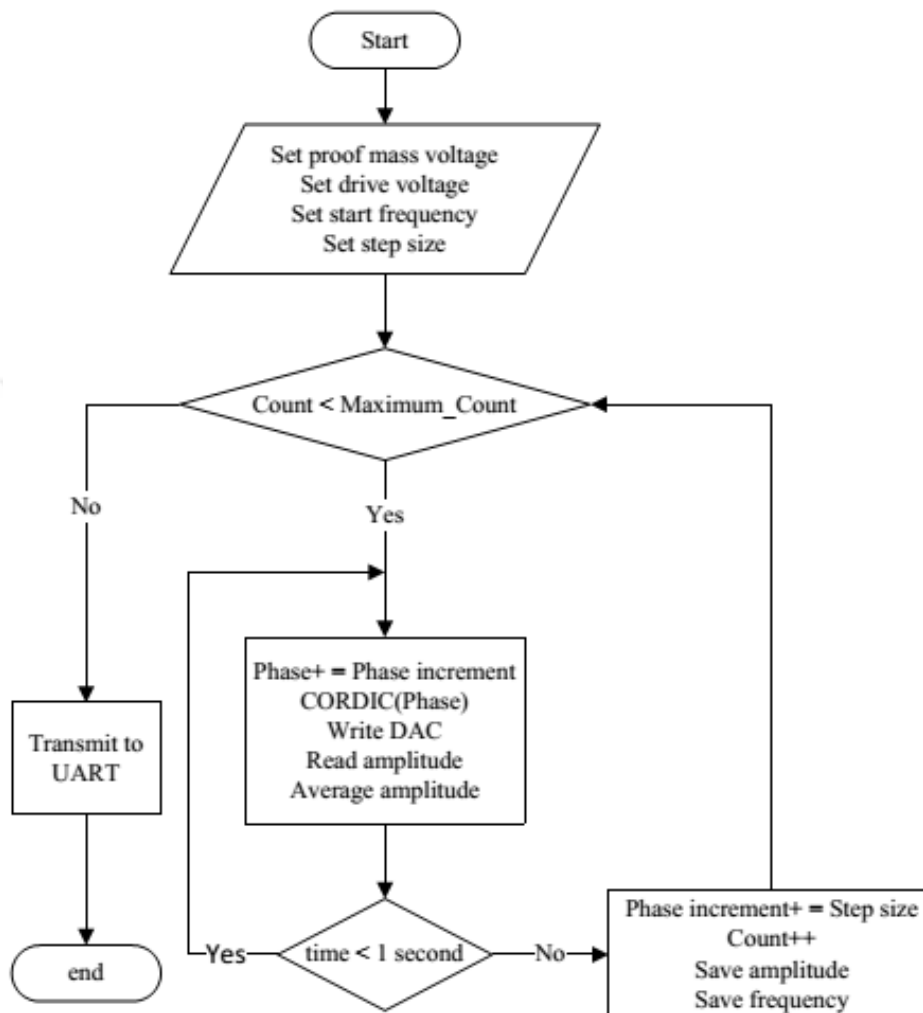 Start
Set proof mass voltage
Set drive voltage
Set start frequency
Set step size
Count < Maximum_Count
No
Yes
Phase+ = Phase increment
CORDIC(Phase)
Write DAC
Read amplitude
Average amplitude
Transmit to
UART
time < 1 second
Yes
No
Phase increment+ = Step size
Count++
Save amplitude
Save frequency
end